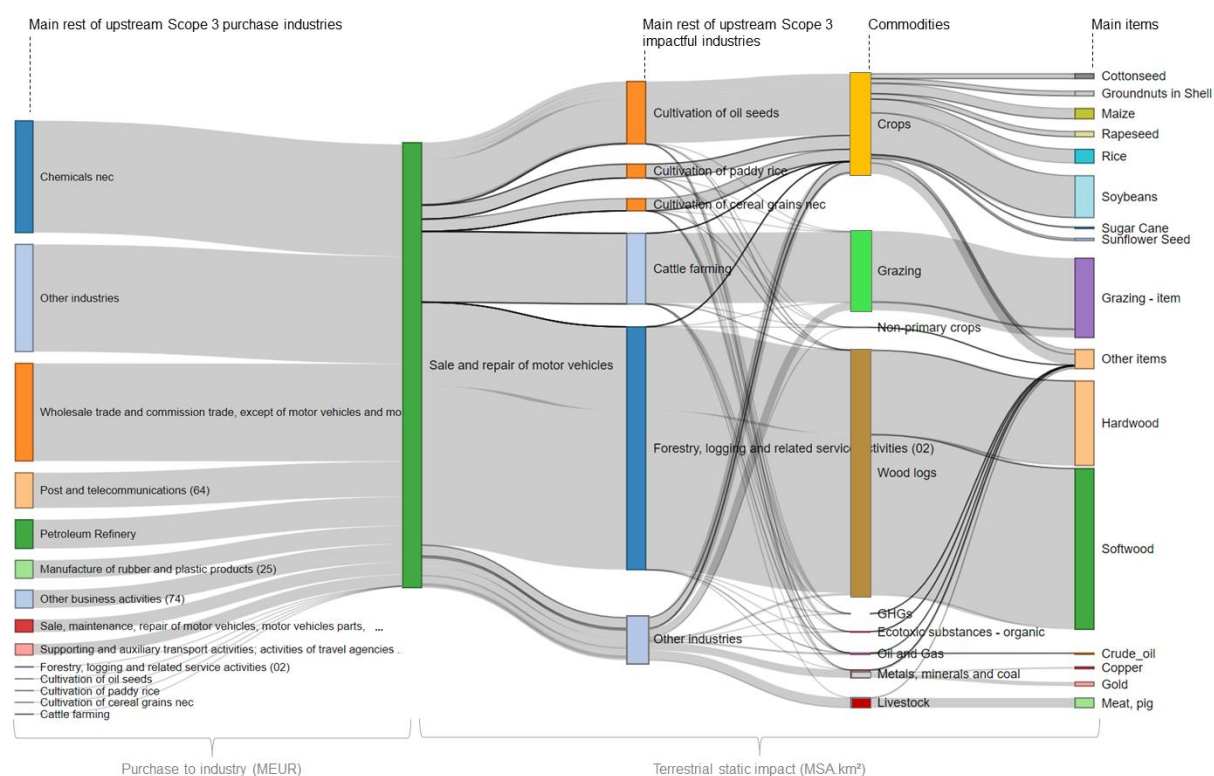 Main rest of upstream Scope 3 purchase industries
Main rest of upstream Scope 3
impactful industries
Commodities
Main items
Chemicals nec
Other industries
Wholesale trade and commission trade, except of motor vehicles and mo
Post and telecommunications (64)
Petroleum Refinery
Manufacture of rubber and plastic products (25)
Other business activities (74)
Sale, maintenance, repair of motor vehicles, motor vehicles parts, ...
Supporting and auxiliary transport activities; activities of travel agencies ..
Forestry, logging and related service activities (02)
Cultivation of oil seeds
Cultivation of paddy rice
Cultivation of cereal grains nec
Cattle farming
Sale and repair of motor vehicles
Cultivation of oil seeds
Cultivation of paddy rice
Cultivation of cereal grains nec
Cattle farming
Forestry, logging and related service activities (02)
Other industries
Crops
Grazing
Non-primary crops
Wood logs
GHGs
Ecotoxic substances - organic
Oil and Gas
Metals, minerals and coal
Livestock
Cottonseed
Groundnuts in Shell
Maize
Rapeseed
Rice
Soybeans
Sugar Cane
Sunflower Seed
Grazing - item
Other items
Hardwood
Softwood
Crude_oil
Copper
Gold
Meat, pig
Purchase to industry (MEUR)
Terrestrial static impact (MSA.km²)